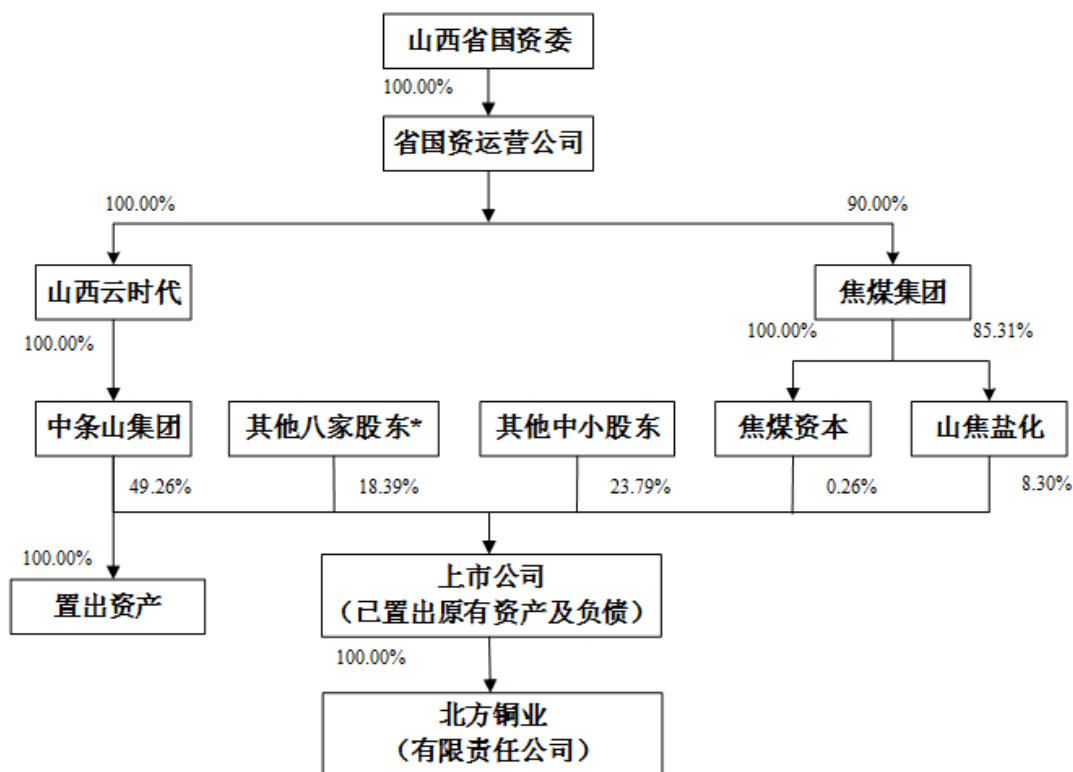 山西省国资委
100.00%
省国资运营公司
100.00%
90.00%
山西云时代
焦煤集团
100.00%
100.00%
85.31%
中条山集团
其他八家股东*
其他中小股东
焦煤资本
山焦盐化
49.26%
18.39%
23.79%
0.26%
8.30%
100.00%
置出资产
上市公司
（已置出原有资产及负债）
100.00%
北方铜业
（有限责任公司）